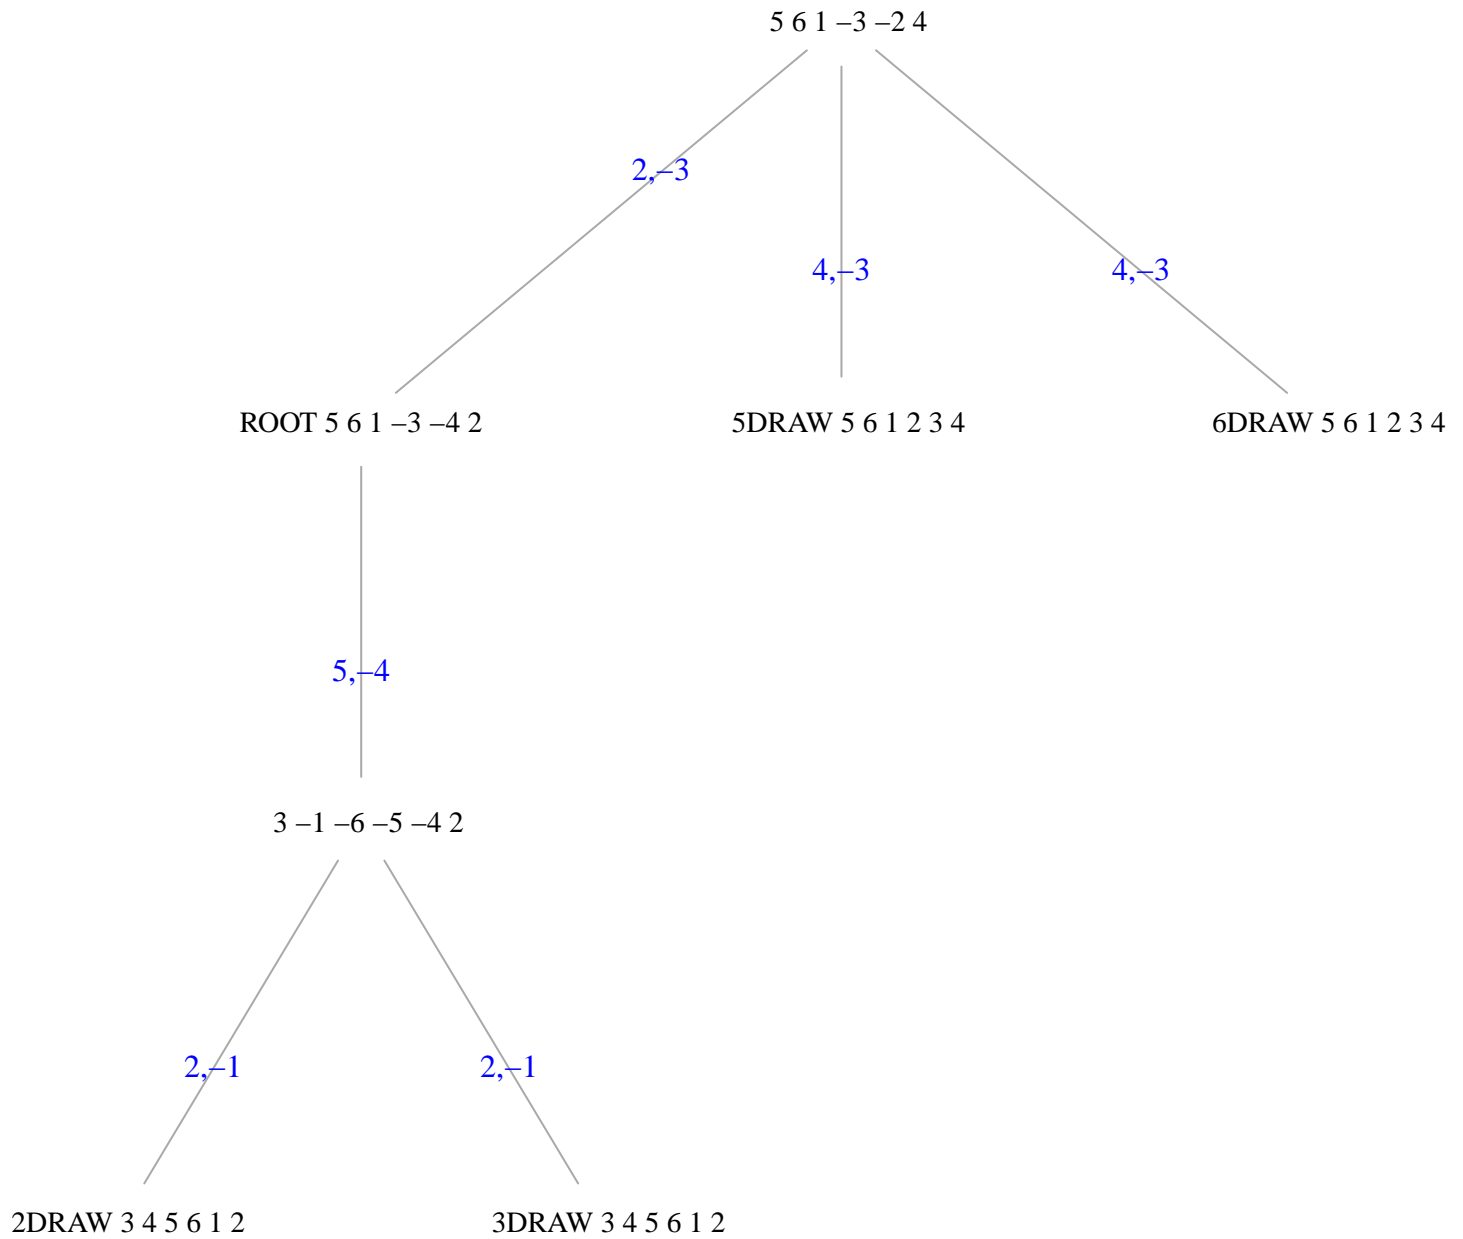 5 6 1 –3 –2 4
2,–3
4,–3
4,–3
ROOT 5 6 1 –3 –4 2
5DRAW 5 6 1 2 3 4
6DRAW 5 6 1 2 3 4
5,–4
3 –1 –6 –5 –4 2
2,–1
2,–1
2DRAW 3 4 5 6 1 2
3DRAW 3 4 5 6 1 2